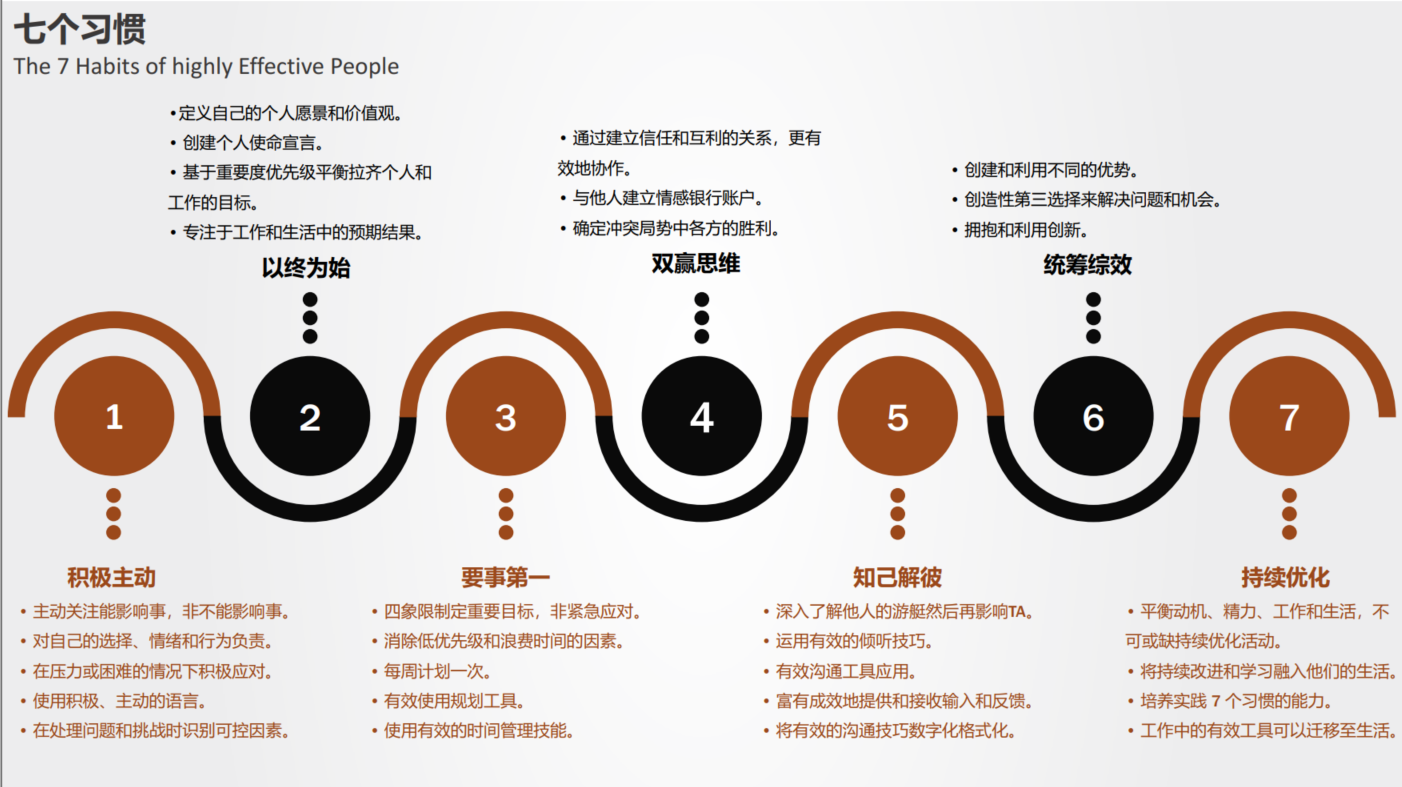 七个习惯
The 7 Habits of highly Effective People
•定义自己的个人愿景和价值观。
• 创建个人使命宣言。
• 基于重要度优先级平衡拉齐个人和
工作的目标。
• 专注于工作和生活中的预期结果。
以终为始
• 通过建立信任和互利的关系，更有
效地协作。
• 与他人建立情感银行账户。
• 确定冲突局势中各方的胜利。
双赢思维
• 创建和利用不同的优势。
• 创造性第三选择来解决问题和机会。
• 拥抱和利用创新。
统筹综效
1
2
3
4
5
6
7
积极主动
• 主动关注能影响事，非不能影响事。
• 对自己的选择、情绪和行为负责。
• 在压力或困难的情况下积极应对。
• 使用积极、主动的语言。
• 在处理问题和挑战时识别可控因素。
要事第一
• 四象限制定重要目标，非紧急应对。
• 消除低优先级和浪费时间的因素。
• 每周计划一次。
• 有效使用规划工具。
• 使用有效的时间管理技能。
知己解彼
• 深入了解他人的游艇然后再影响TA。
• 运用有效的倾听技巧。
• 有效沟通工具应用。
• 富有成效地提供和接收输入和反馈。
• 将有效的沟通技巧数字化格式化。
持续优化
• 平衡动机、精力、工作和生活，不
可或缺持续优化活动。
• 将持续改进和学习融入他们的生活。
• 培养实践 7 个习惯的能力。
• 工作中的有效工具可以迁移至生活。